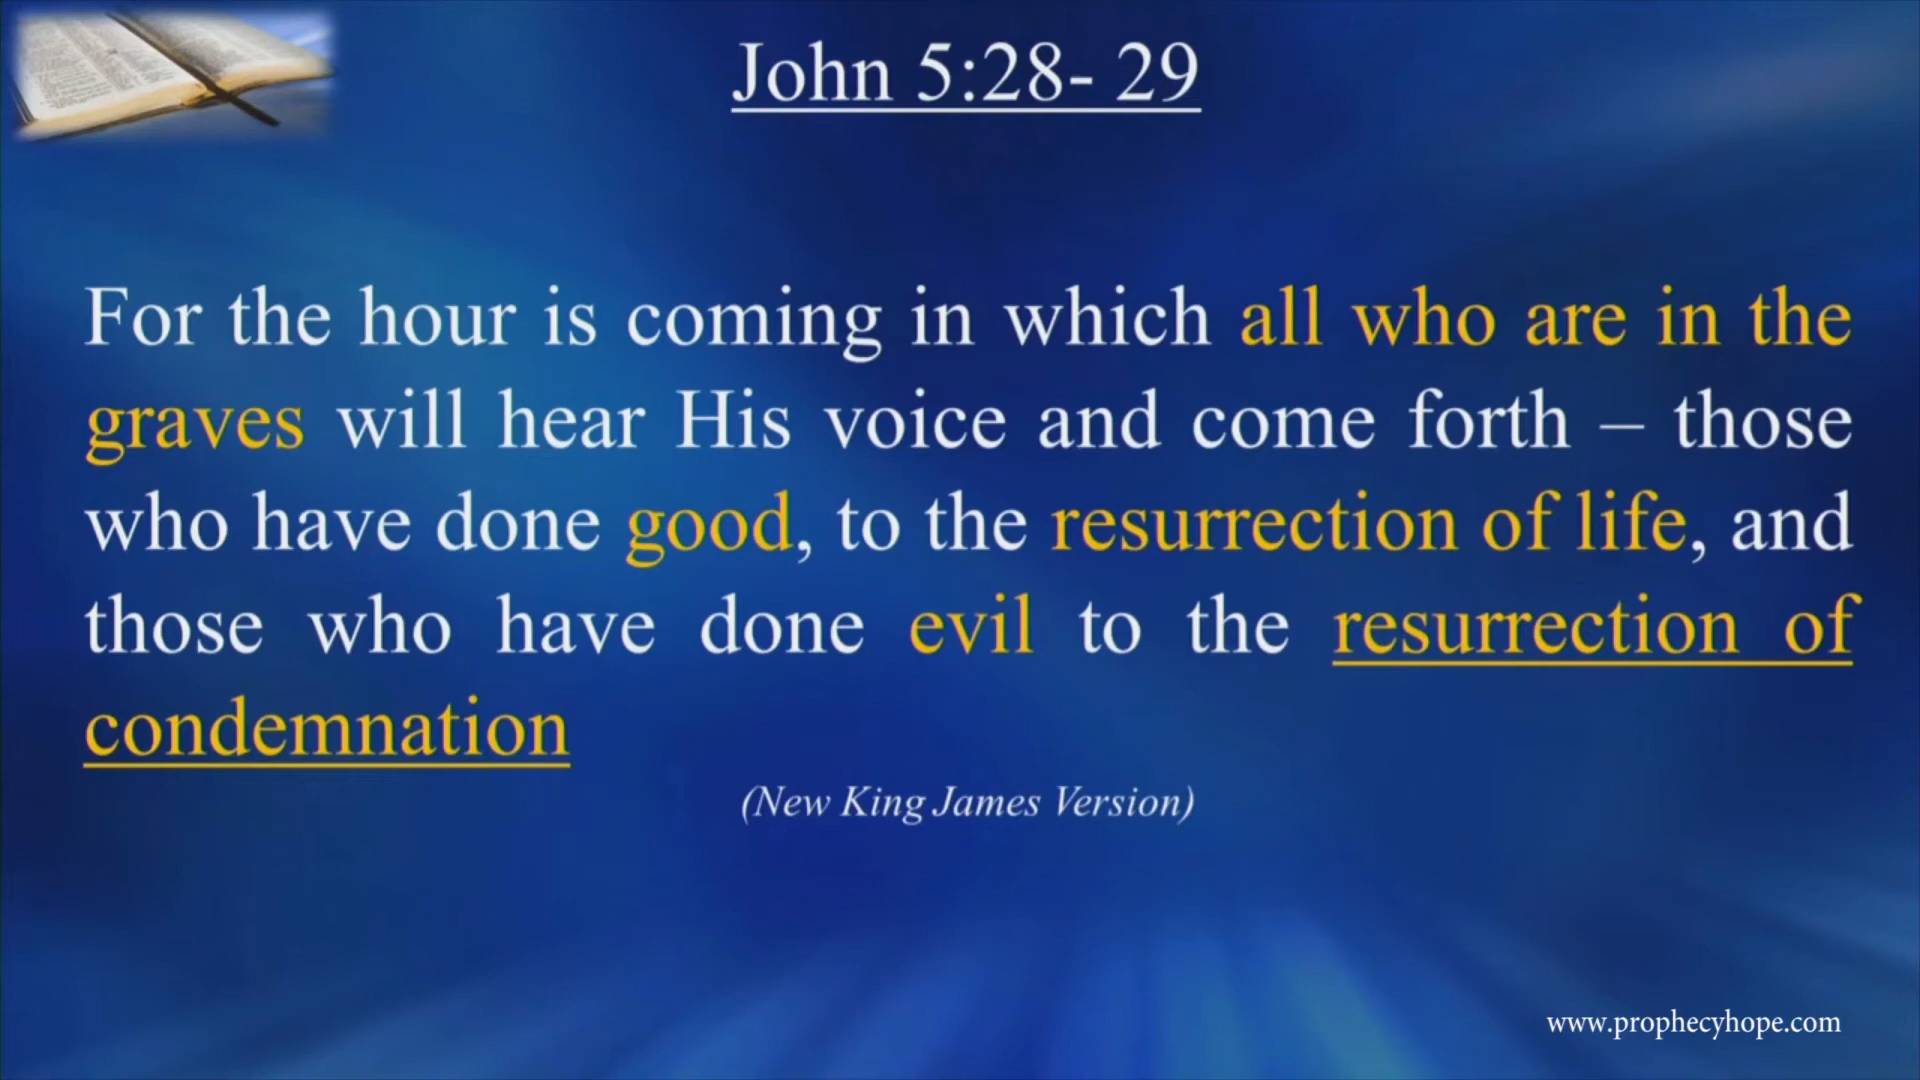 John 5:28- 29
For the hour is coming in which all who are in the
graves will hear His voice and come forth – those
who have done good, to the resurrection of life, and
those who have done evil to the resurrection of
condemnation
(New King James Version)
www.prophecyhope.com